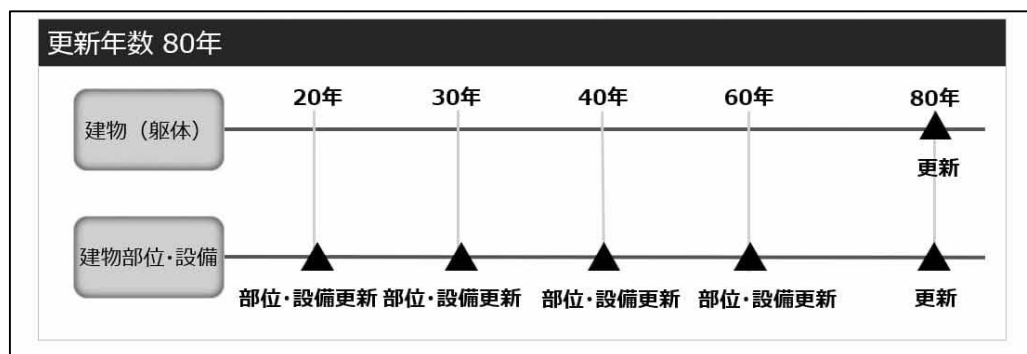 更新年数 80年
20年 30年 40年 60年 80年
建物（躯体）
更新
建物部位・設備
部位・設備更新 部位・設備更新 部位・設備更新 部位・設備更新 更新